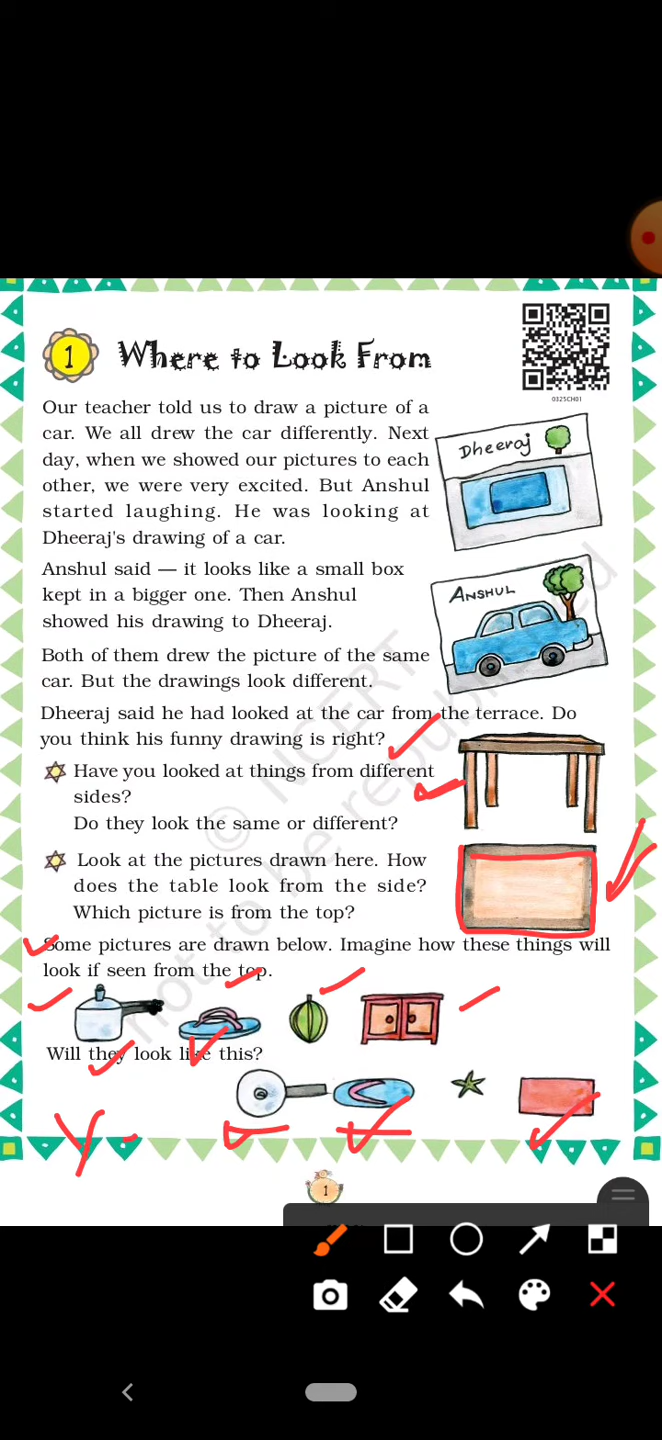 1 Where to Look From
0325CH01
Our teacher told us to draw a picture of a
car. We all drew the car differently. Next
day, when we showed our pictures to each
other, we were very excited. But Anshul
started laughing. He was looking at
Dheeraj's drawing of a car.
Dheeraj
Anshul said — it looks like a small box
kept in a bigger one. Then Anshul
showed his drawing to Dheeraj.
ANSHUL
Both of them drew the picture of the same
car. But the drawings look different.
Dheeraj said he had looked at the car from the terrace. Do
you think his funny drawing is right?
Have you looked at things from different
sides?
Do they look the same or different?
Look at the pictures drawn here. How
does the table look from the side?
Which picture is from the top?
Some pictures are drawn below. Imagine how these things will
look if seen from the top.
Will they look like this?
1
© NCERT
not to be republished